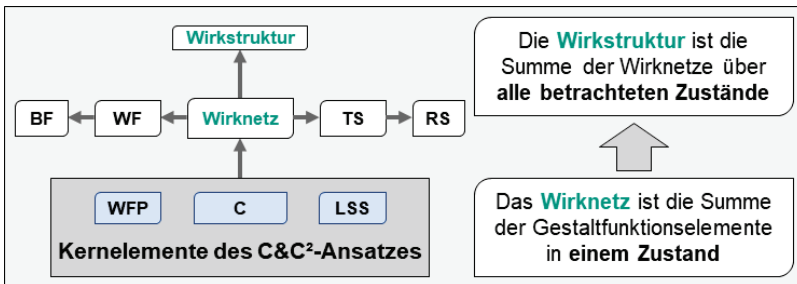 Wirkstruktur
BF
WF
Wirknetz
TS
RS
WFP
C
LSS
Kernelemente des C&C²-Ansatzes
Die Wirkstruktur ist die
Summe der Wirknetze über
alle betrachteten Zustände
Das Wirknetz ist die Summe
der Gestaltfunktionselemente
in einem Zustand